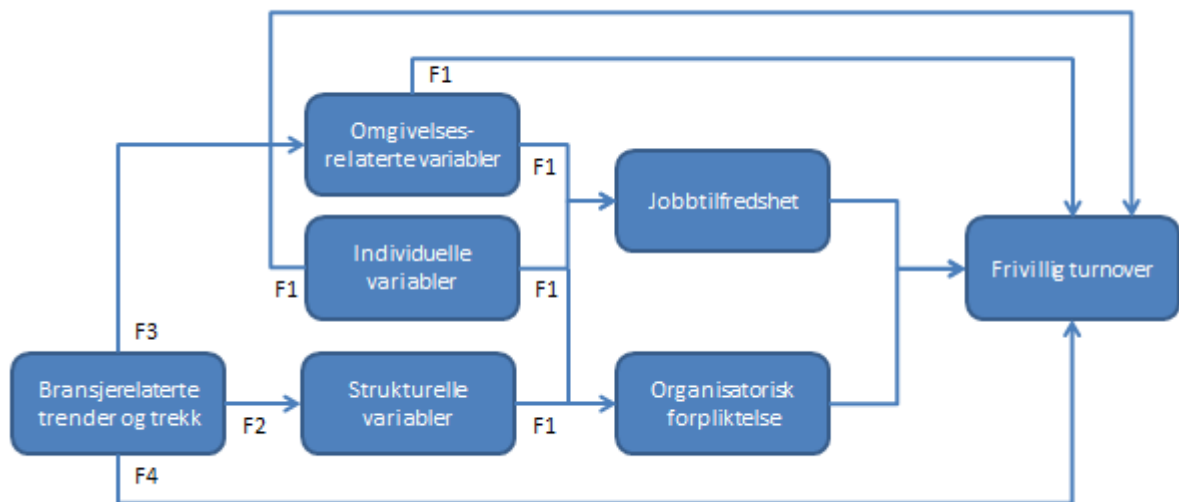 F1
Omgivelses-
relaterte variabler
F1
Jobbtilfredshet
Individuelle
variabler
F1
F1
Frivillig turnover
F3
Bransjerelaterte
trender og trekk
F2
Strukturelle
variabler
F1
Organisatorisk
forpliktelse
F4